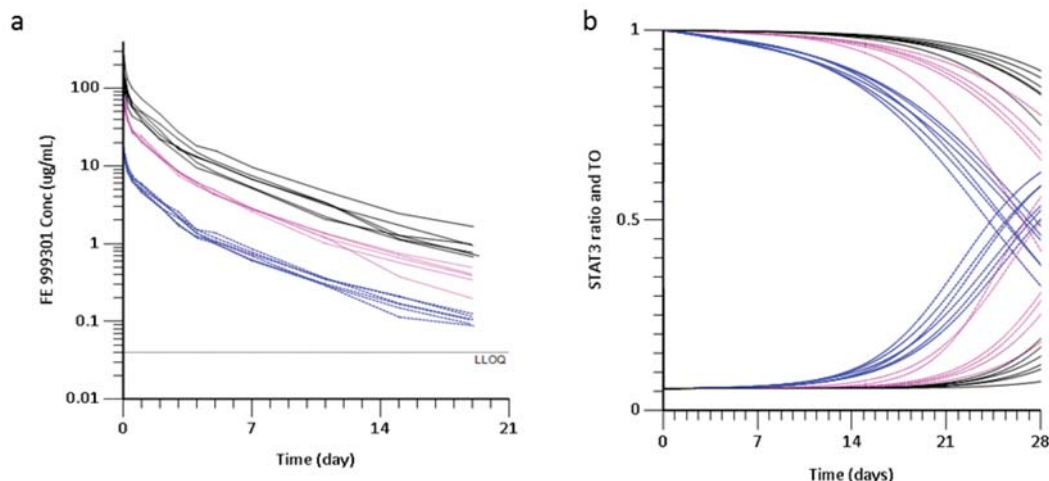 a
FE 999301 Conc (ug/mL)
100
10
1
0.1
0.01
LLOQ
0
7
14
21
Time (day)
b
STAT3 ratio and TO
1
0.5
0
0
7
14
21
28
Time (days)